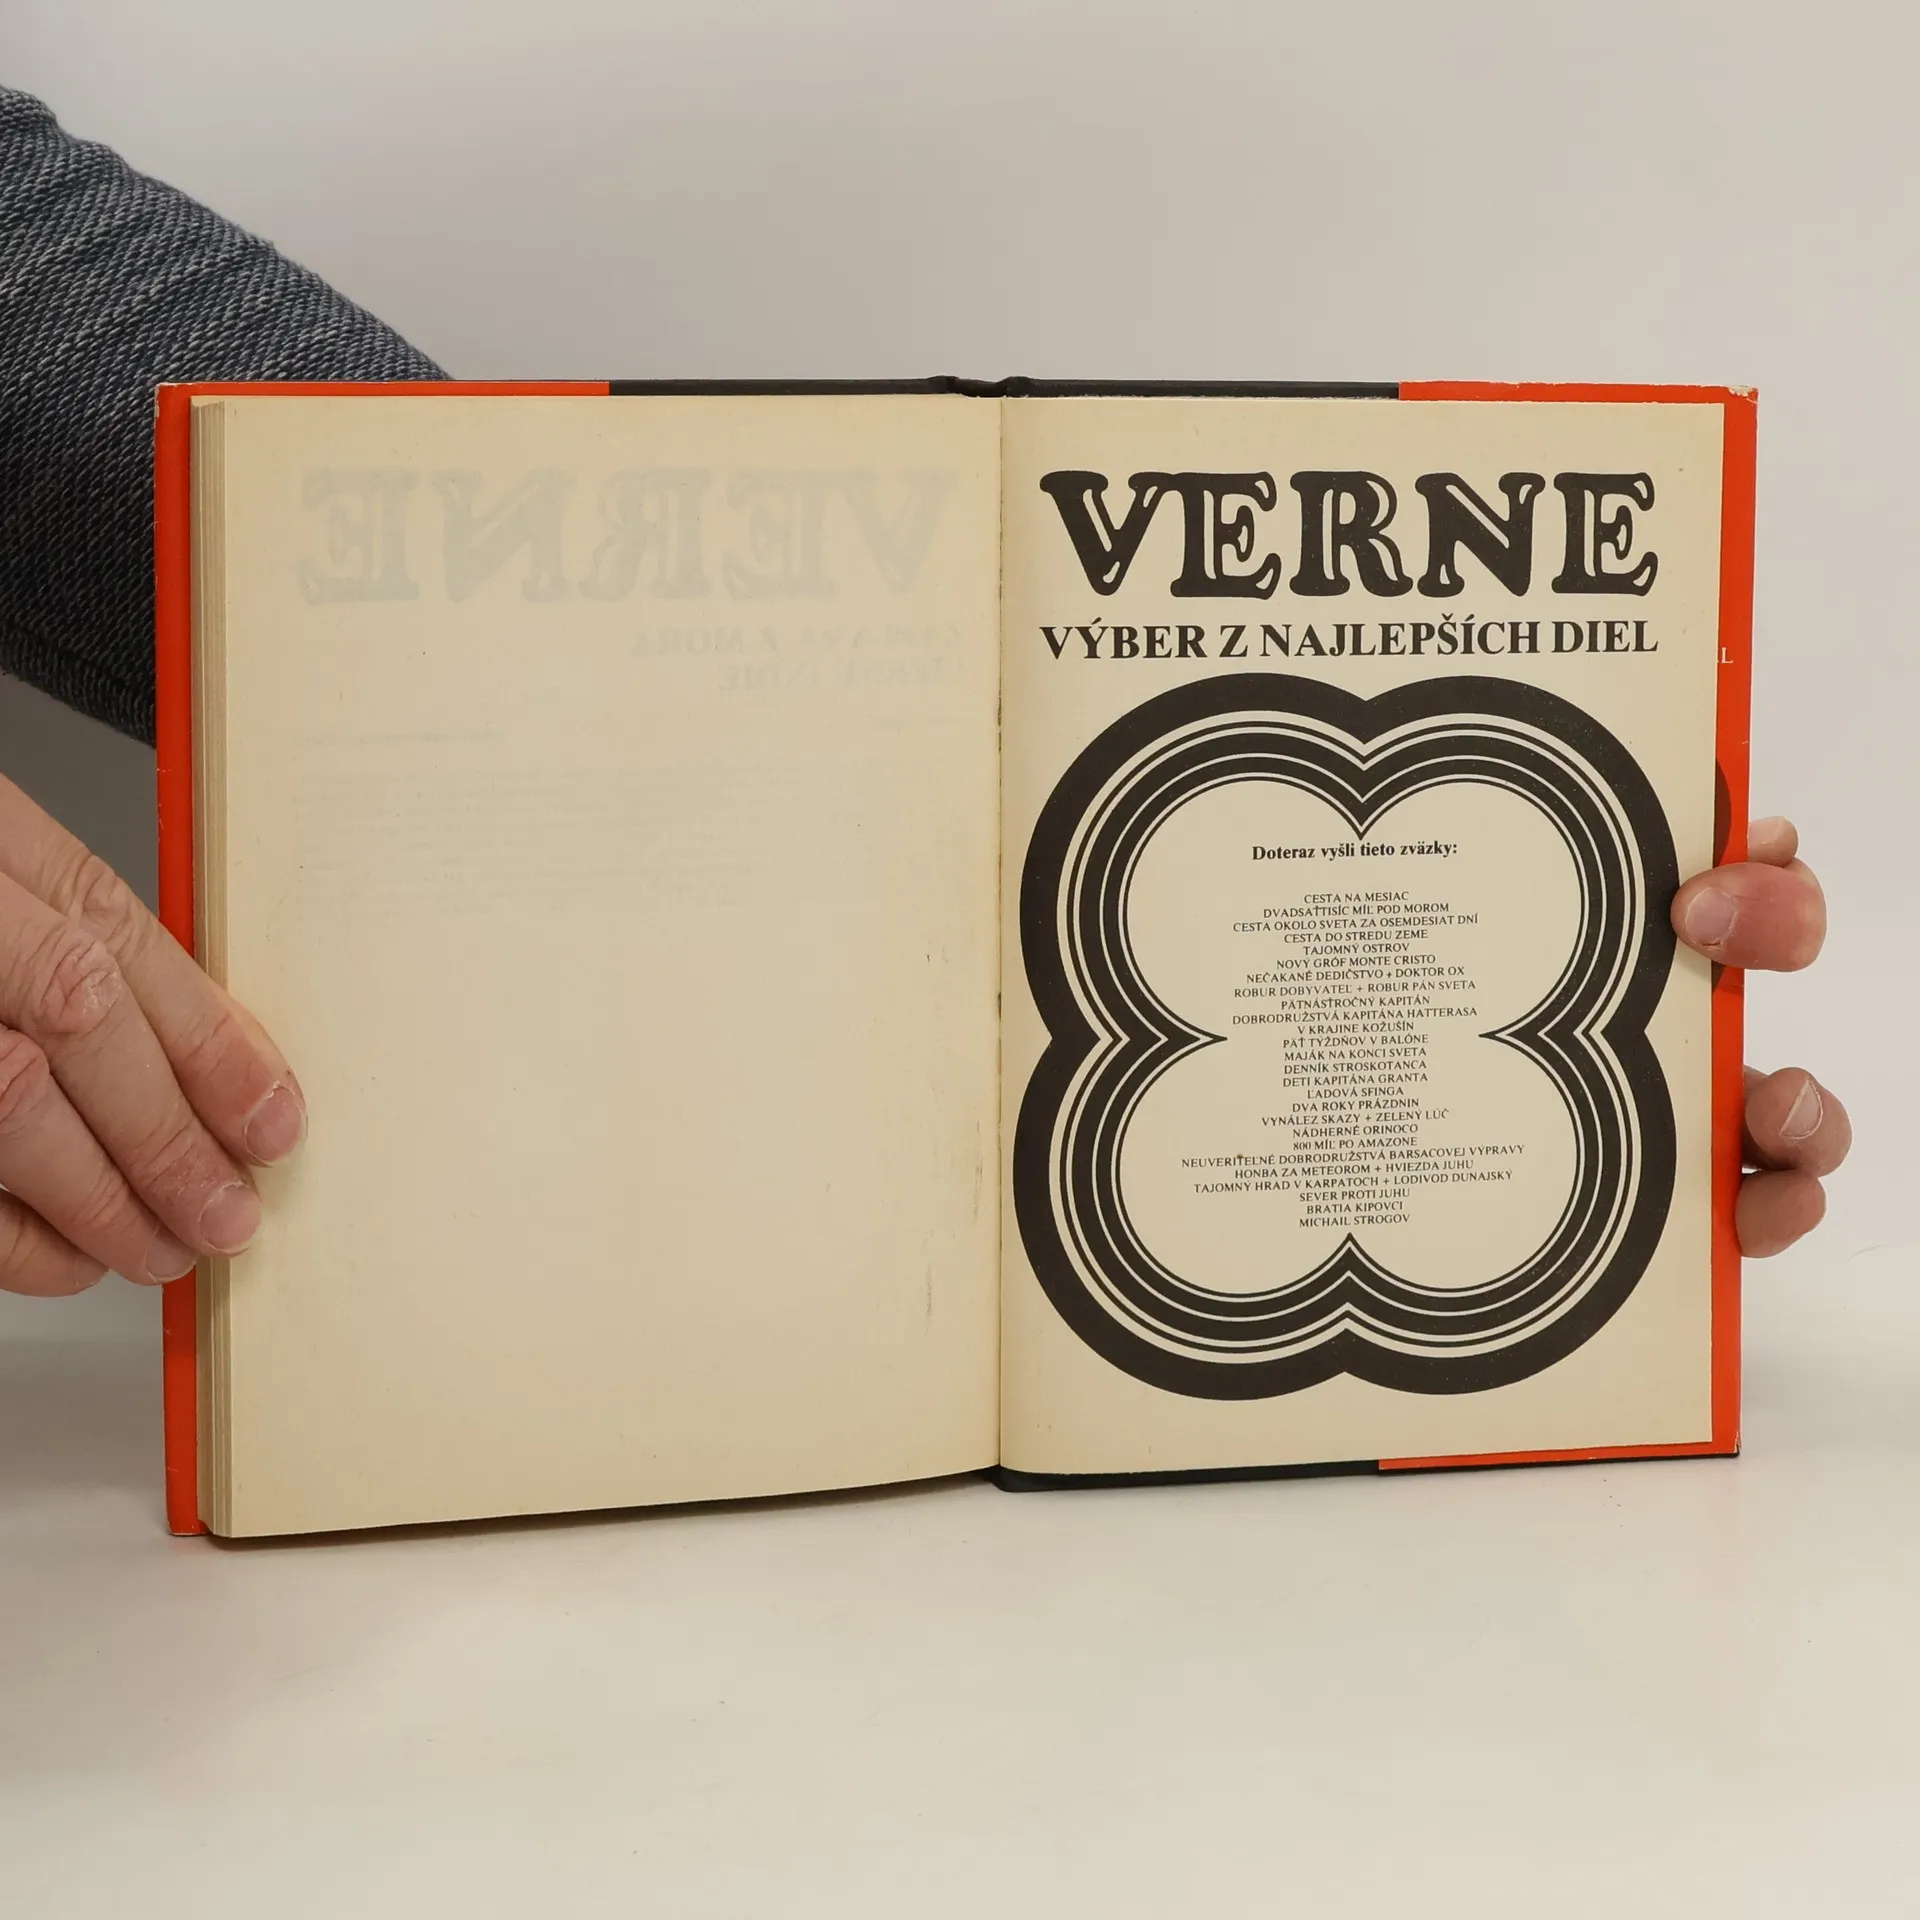 VERNE
VÝBER Z NAJLEPŠÍCH DIEL
Doteraz vyšli tieto zväzky:
CESTA NA MESIAC
DVADSAŤTISÍC MÍĽ POD MOROM
CESTA OKOLO SVETA ZA OSEMDESIAT DNÍ
CESTA DO STREDU ZEME
TAJOMNÝ OSTROV
NOVÝ GRÓF MONTE CRISTO
NEČAKANÉ DEDIČSTVO + DOKTOR OX
ROBUR DOBYVATEĽ + ROBUR PÁN SVETA
PÄTNÁSŤROČNÝ KAPITÁN
DOBRODRUŽSTVÁ KAPITÁNA HATTERASA
V KRAJINE KOŽUŠÍN
PÄŤ TÝŽDŇOV V BALÓNE
MAJÁK NA KONCI SVETA
DENNÍK STROSKOTANCA
DETI KAPITÁNA GRANTA
ĽADOVÁ SFINGA
DVA ROKY PRÁZDNIN
VYNÁLEZ SKAZY + ZELENÝ LÚČ
NÁDHERNÉ ORINOCO
800 MÍĽ PO AMAZONE
NEUVERITEĽNÉ DOBRODRUŽSTVÁ BARSACOVEJ VÝPRAVY
HONBA ZA METEOROM + HVIEZDA JUHU
TAJOMNÝ HRAD V KARPATOCH + LODIVOD DUNAJSKÝ
SEVER PROTI JUHU
BRATIA KIPOVCI
MICHAIL STROGOV